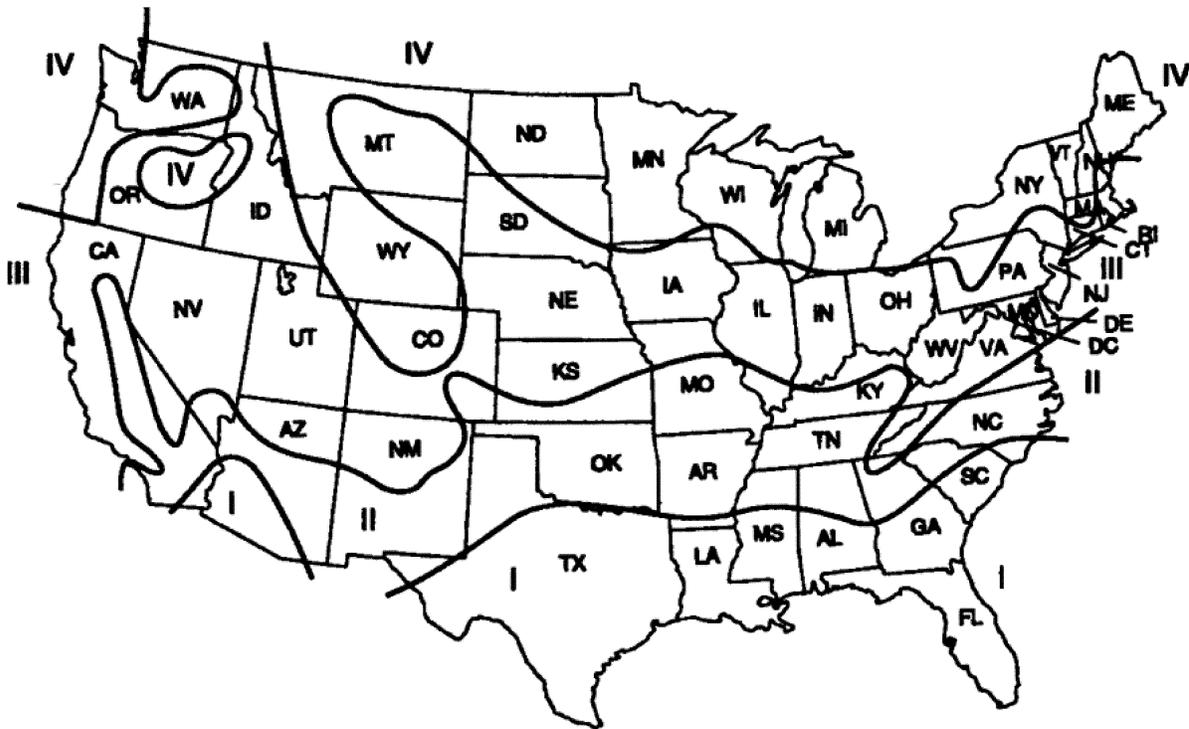 IV
IV
IV
WA
MT
ND
MN
ME
VT
NH
OR
IV
ID
SD
WI
MI
NY
MA
RI
CT
CA
WY
III
PA
III
NV
NE
IA
IL
IN
OH
NJ
UT
CO
MD
DE
DC
WV
VA
KS
MO
KY
II
AZ
NM
TN
NC
OK
AR
SC
I
II
MS
AL
GA
TX
LA
I
I
FL